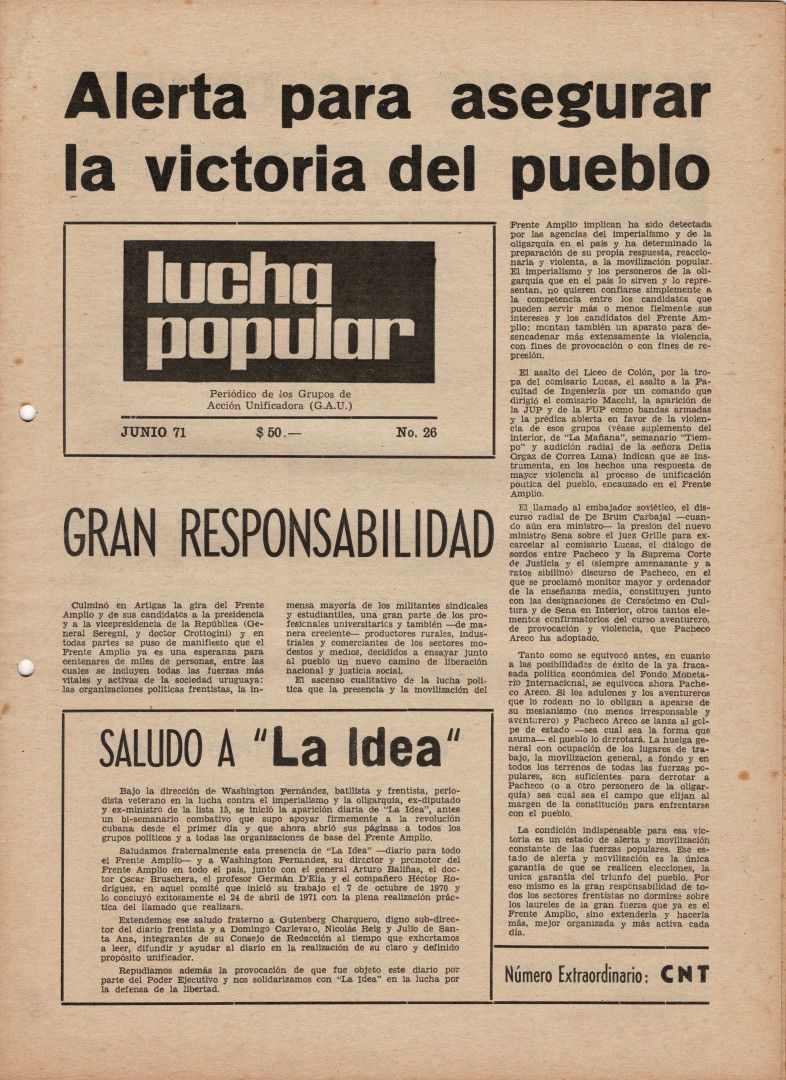 Alerta para asegurar
la victoria del pueblo
lucha
popular
Periódico de los Grupos de
Acción Unificadora (G.A.U.)
JUNIO 71 $ 50.— No. 26
GRAN RESPONSABILIDAD
Culminó en Artigas la gira del Frente
Amplio y de sus candidatos a la presidencia
y a la vicepresidencia de la República (Ge-
neral Seregni, y doctor Crottogini) y en
todas partes se puso de manifiesto que el
Frente Amplio ya es una esperanza para
centenares de miles de personas, entre las
cuales se incluyen todas las fuerzas más
vitales y activas de la sociedad uruguaya:
las organizaciones políticas frentistas, la in-
mensa mayoría de los militantes sindicales
y estudiantiles, una gran parte de los pro-
fesionales universitarios y también —de ma-
nera creciente— productores rurales, indus-
triales y comerciantes de los sectores mo-
destos y medios, decididos a ensayar junto
al pueblo un nuevo camino de liberación
nacional y justicia social.
El ascenso cualitativo de la lucha polí-
tica que la presencia y la movilización del
Frente Amplio implican ha sido detectada
por las agencias del imperialismo y de la
oligarquía en el país y ha determinado la
preparación de su propia respuesta, reaccio-
naria y violenta, a la movilización popular.
El imperialismo y los personeros de la oli-
garquía que en el país lo sirven y lo repre-
sentan, no quieren confiarse simplemente a
la competencia entre los candidatos que
pueden servir más o menos fielmente sus
intereses y los candidatos del Frente Am-
plio: montan también un aparato para de-
sencadenar más extensamente la violencia,
con fines de provocación o con fines de re-
presión.
El asalto del Liceo de Colón, por la tro-
pa del comisario Lucas, el asalto a la Fa-
cultad de Ingeniería por un comando que
dirigió el comisario Macchi, la aparición de
la JUP y de la FUP como bandas armadas
y la prédica abierta en favor de la violen-
cia de esos grupos (véase suplemento del
interior, de "La Mañana", semanario "Tiem-
po" y audición radial de la señora Delia
Orgaz de Correa Luna) indican que se ins-
trumenta, en los hechos una respuesta de
mayor violencia al proceso de unificación
política del pueblo, encauzado en el Frente
Amplio.
El llamado al embajador soviético, el dis-
curso radial de De Brum Carbajal —cuan-
do aún era ministro— la presión del nuevo
ministro Sena sobre el juez Grille para ex-
carcelar al comisario Lucas, el diálogo de
sordos entre Pacheco y la Suprema Corte
de Justicia y el (siempre amenazante y a
ratos sibilino) discurso de Pacheco, en el
que se proclamó monitor mayor y ordenador
de la enseñanza media, constituyen junto
con las designaciones de Cersócimo en Cul-
tura y de Sena en Interior, otros tantos ele-
mentos confirmatorios del curso aventurero,
de provocación y violencia, que Pacheco
Areco ha adoptado.
Tanto como se equivocó antes, en cuanto
a las posibilidades de éxito de la ya fraca-
sada política económica del Fondo Moneta-
rio Internacional, se equivoca ahora Pache-
co Areco. Si los adulones y los aventureros
que lo rodean no lo obligan a apearse de
su mesianismo (no menos irresponsable y
aventurero) y Pacheco Areco se lanza al gol-
pe de estado —sea cual sea la forma que
asuma— el pueblo lo derrotará. La huelga ge-
neral con ocupación de los lugares de tra-
bajo, la movilización general, a fondo y en
todos los terrenos de todas las fuerzas po-
pulares, son suficientes para derrotar a
Pacheco (o a otro personero de la oligar-
quía) sea cual sea el campo que elijan al
margen de la constitución para enfrentarse
con el pueblo.
La condición indispensable para esa vic-
toria es un estado de alerta y movilización
constante de las fuerzas populares. Ese es-
tado de alerta y movilización es la única
garantía de que se realicen elecciones, la
única garantía del triunfo del pueblo. Por
eso mismo es la gran responsabilidad de to-
dos los sectores frentistas no dormirse sobre
los laureles de la gran fuerza que ya es el
Frente Amplio, sino extenderla y hacerla
más, mejor organizada y más activa cada
día.
SALUDO A "La Idea"
Bajo la dirección de Washington Fernández, batllista y frentista, perio-
dista veterano en la lucha contra el imperialismo y la oligarquía, ex-diputado
y ex-ministro de la lista 15, se inició la aparición diaria de "La Idea", antes
un bi-semanario combativo que supo apoyar firmemente a la revolución
cubana desde el primer día y que ahora abrió sus páginas a todos los
grupos políticos y a todas las organizaciones de base del Frente Amplio.
Saludamos fraternalmente esta presencia de "La Idea" —diario para todo
el Frente Amplio— y a Washington Fernández, su director y promotor del
Frente Amplio en todo el país, junto con el general Arturo Baliñas, el doc-
tor Oscar Bruschera, el profesor Germán D'Elía y el compañero Héctor Ro-
dríguez, en aquel comité que inició su trabajo el 7 de octubre de 1970 y
lo concluyó exitosamente el 24 de abril de 1971 con la plena realización prác-
tica del llamado que realizara.
Extendemos ese saludo fraterno a Gutenberg Charquero, digno sub-direc-
tor del diario frentista y a Domingo Carlevaro, Nicolás Reig y Julio de San-
ta Ana, integrantes de su Consejo de Redacción al tiempo que exhortamos
a leer, difundir y ayudar al diario en la realización de su claro y definido
propósito unificador.
Repudiamos además la provocación de que fue objeto este diario por
parte del Poder Ejecutivo y nos solidarizamos con "La Idea" en la lucha por
la defensa de la libertad.
Número Extraordinario: CNT